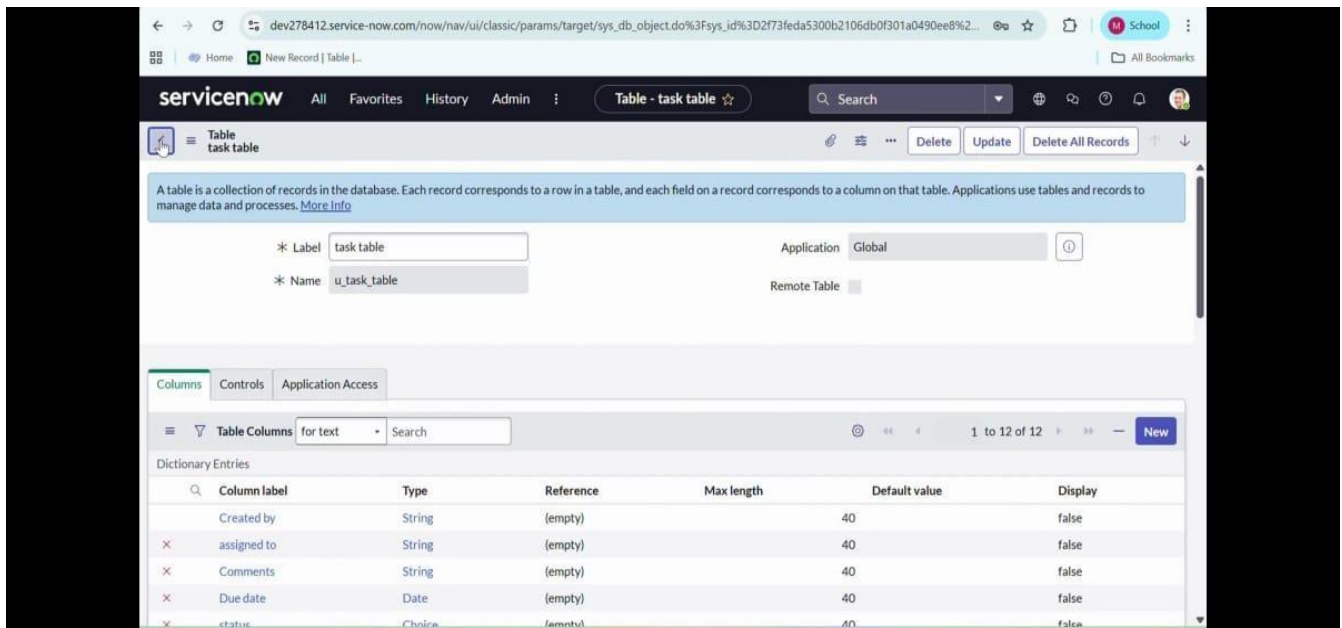 dev278412.service-now.com/now/nav/ui/classic/params/target/sys_db_object.do%3Fsys_id%3D2f73feda5300b2106db0f301a0490ee8%2...
M School
Home New Record | Table |...
All Bookmarks
servicenow All Favorites History Admin Table - task table Search
Table
task table
Delete Update Delete All Records
A table is a collection of records in the database. Each record corresponds to a row in a table, and each field on a record corresponds to a column on that table. Applications use tables and records to
manage data and processes. More Info
* Label task table Application Global
* Name u_task_table Remote Table
Columns Controls Application Access
Table Columns for text Search 1 to 12 of 12 New
Dictionary Entries
Column label Type Reference Max length Default value Display
Created by String (empty) 40 false
assigned to String (empty) 40 false
Comments String (empty) 40 false
Due date Date (empty) 40 false
status Choice (empty) 40 false